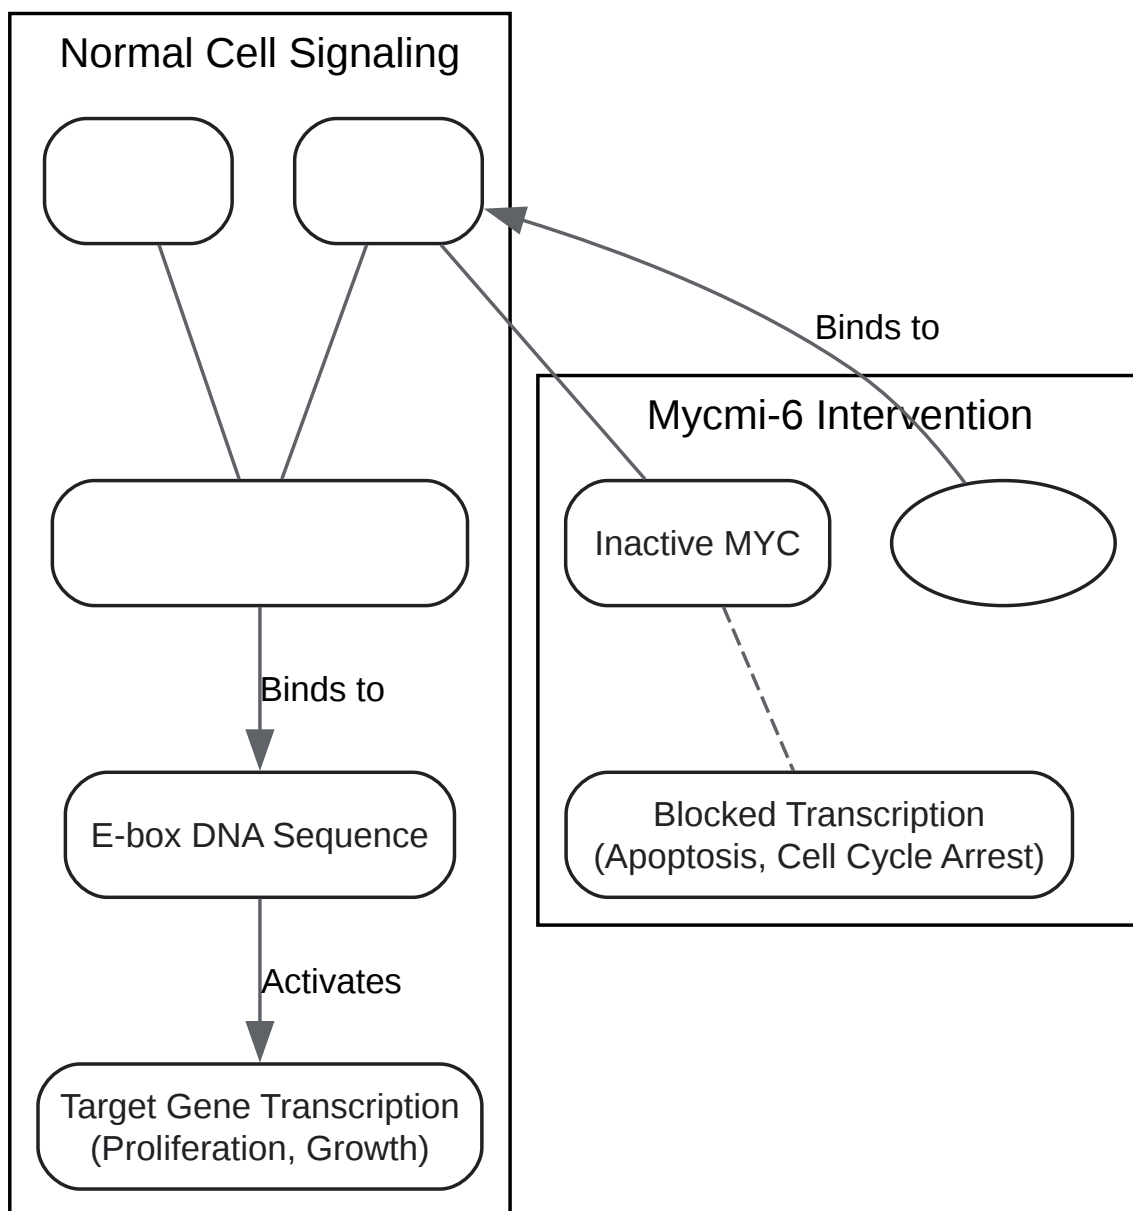 Normal Cell Signaling
Binds to
Mycmi-6 Intervention
Inactive MYC
Binds to
E-box DNA Sequence
Blocked Transcription
(Apoptosis, Cell Cycle Arrest)
Activates
Target Gene Transcription
(Proliferation, Growth)